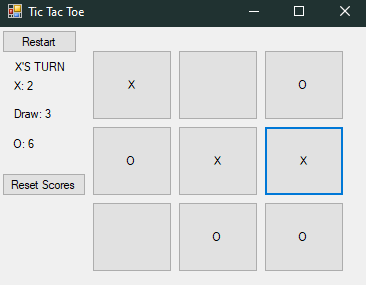 Tic Tac Toe
Restart
X'S TURN
X: 2
Draw: 3
O: 6
Reset Scores
X O
O X X
O O